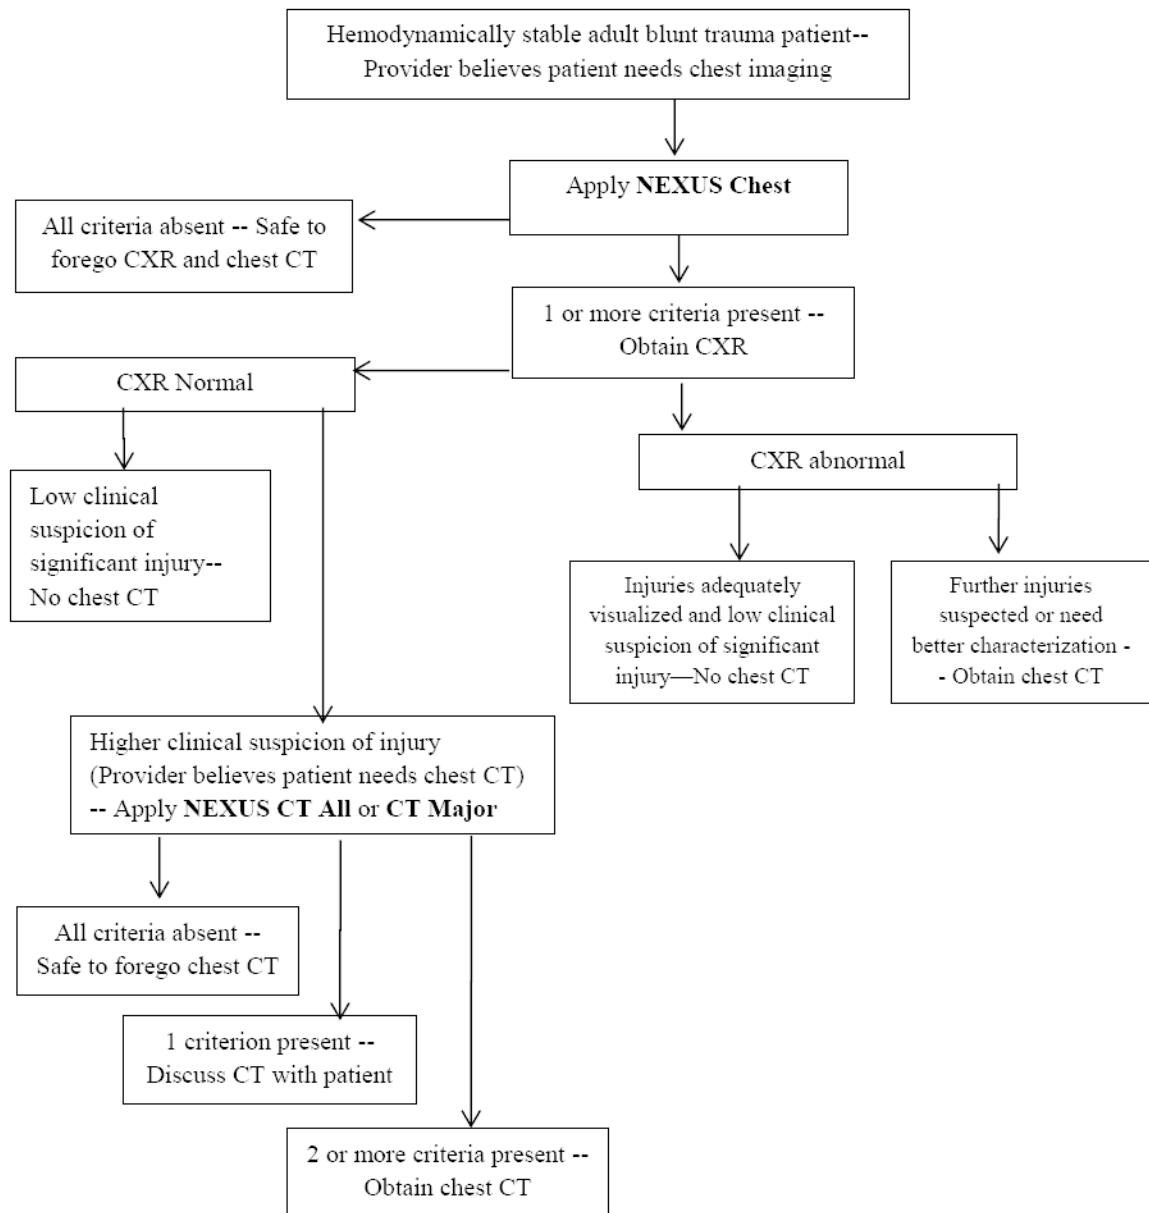 Hemodynamically stable adult blunt trauma patient--
Provider believes patient needs chest imaging
Apply NEXUS Chest
All criteria absent -- Safe to
forego CXR and chest CT
1 or more criteria present --
Obtain CXR
CXR Normal
CXR abnormal
Low clinical
suspicion of
significant injury--
No chest CT
Injuries adequately
visualized and low clinical
suspicion of significant
injury—No chest CT
Further injuries
suspected or need
better characterization -
- Obtain chest CT
Higher clinical suspicion of injury
(Provider believes patient needs chest CT)
-- Apply NEXUS CT All or CT Major
All criteria absent --
Safe to forego chest CT
1 criterion present --
Discuss CT with patient
2 or more criteria present --
Obtain chest CT